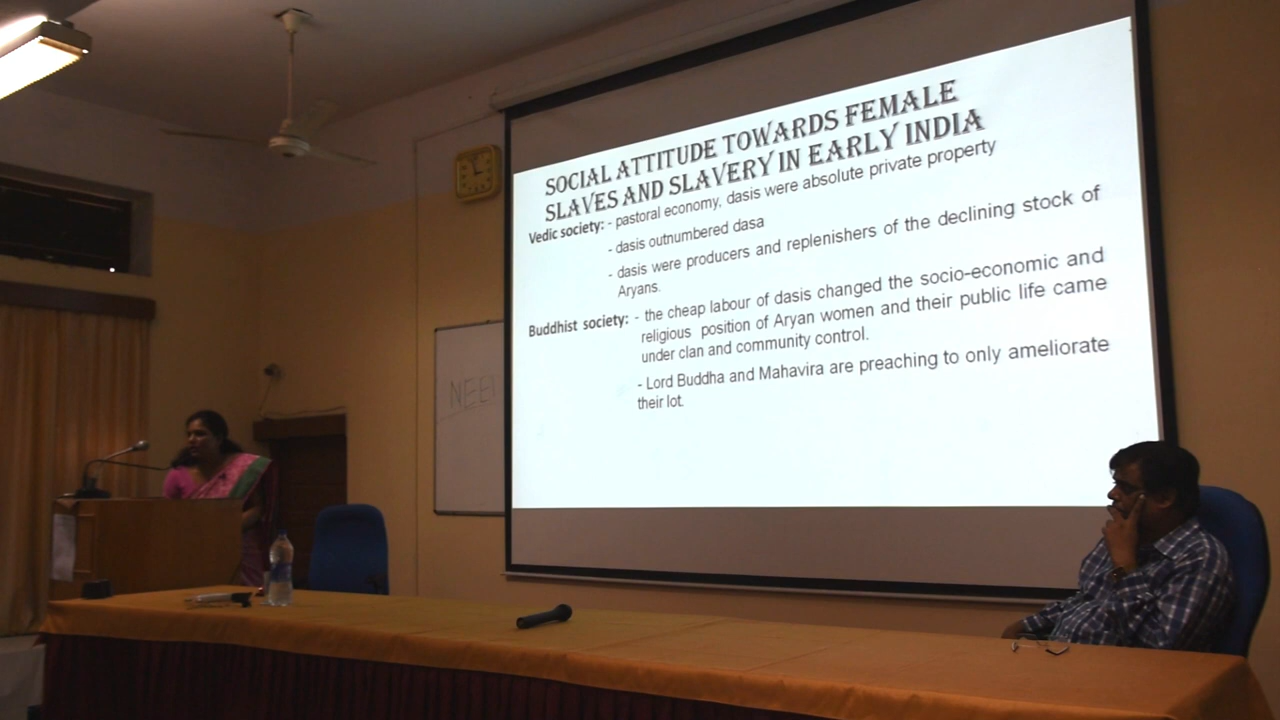 SOCIAL ATTITUDE TOWARDS FEMALE
SLAVES AND SLAVERY IN EARLY INDIA
Vedic society: - pastoral economy, dasis were absolute private property
- dasis outnumbered dasa
- dasis were producers and replenishers of the declining stock of
Aryans.
Buddhist society: - the cheap labour of dasis changed the socio-economic and
religious position of Aryan women and their public life came
under clan and community control.
- Lord Buddha and Mahavira are preaching to only ameliorate
their lot.